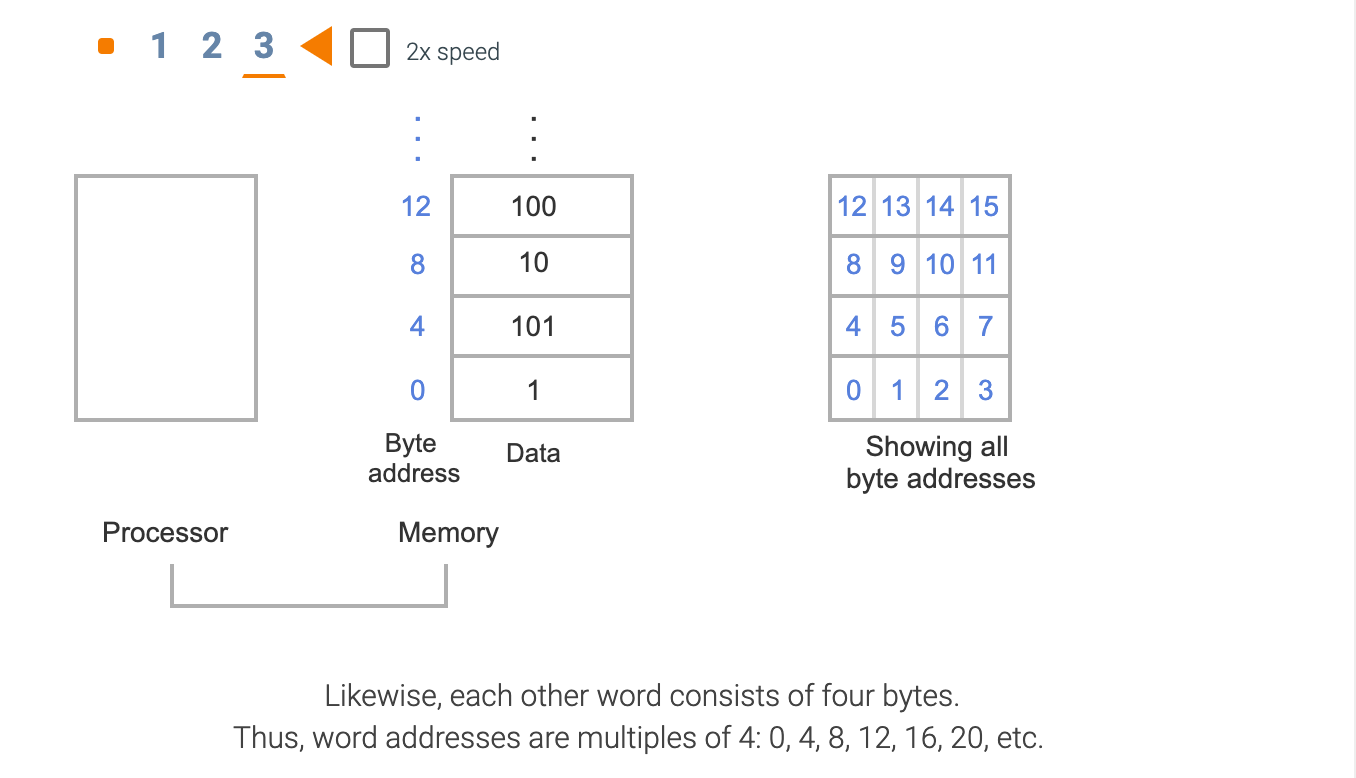 1 2 3 2x speed
12 100
8 10
4 101
0 1
Byte address
Data
12 13 14 15
8 9 10 11
4 5 6 7
0 1 2 3
Showing all
byte addresses
Processor
Memory
Likewise, each other word consists of four bytes.
Thus, word addresses are multiples of 4: 0, 4, 8, 12, 16, 20, etc.